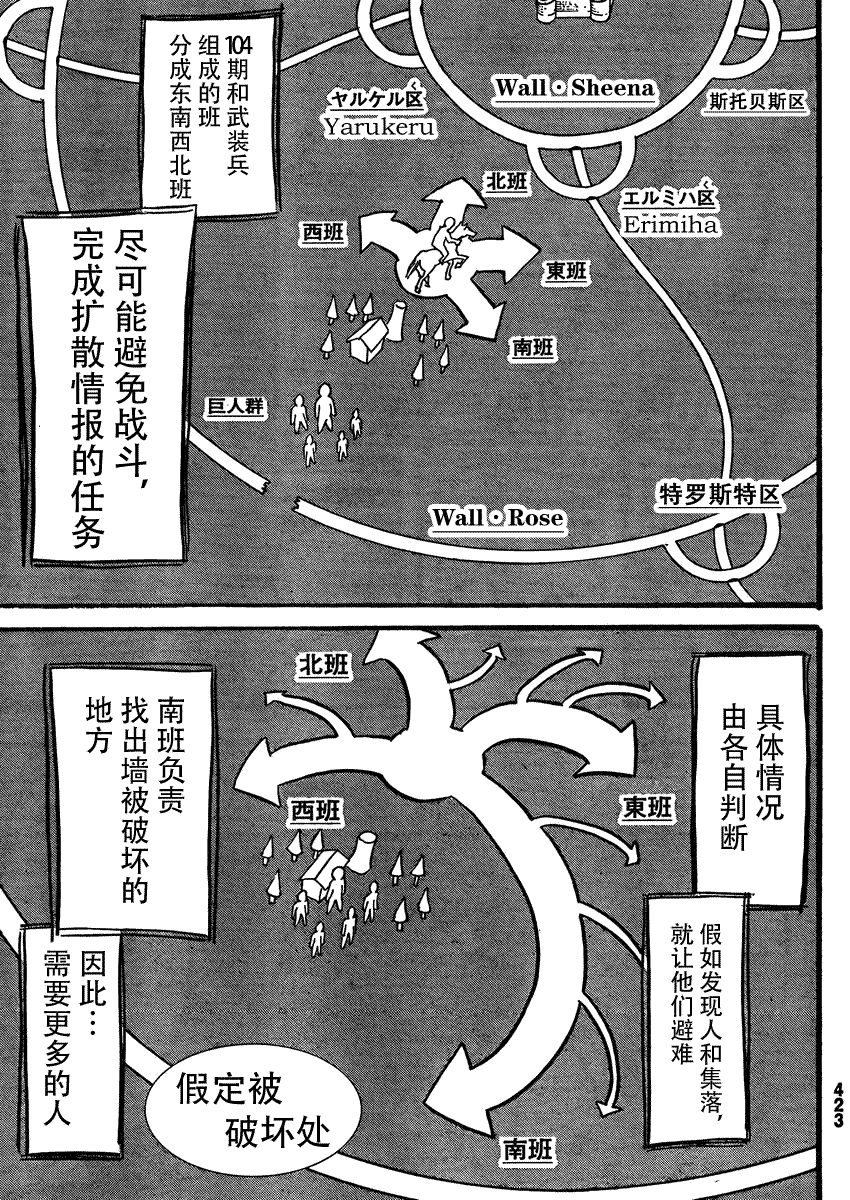 104期和武装兵
组成的班
分成东南西北班
尽可能避免战斗，
完成扩散情报的任务
Wall・Sheena
ヤルケル区
く
Yarukeru
斯托贝斯区
エルミハ区
く
Erimiha
北班
西班
東班
南班
巨人群
特罗斯特区
Wall・Rose
具体情况
由各自判断
假如发现人和集落，
就让他们避难
北班
西班
東班
南班
南班负责
找出墙被破坏的
地方
因此…
需要更多的人
假定被
破坏处
423